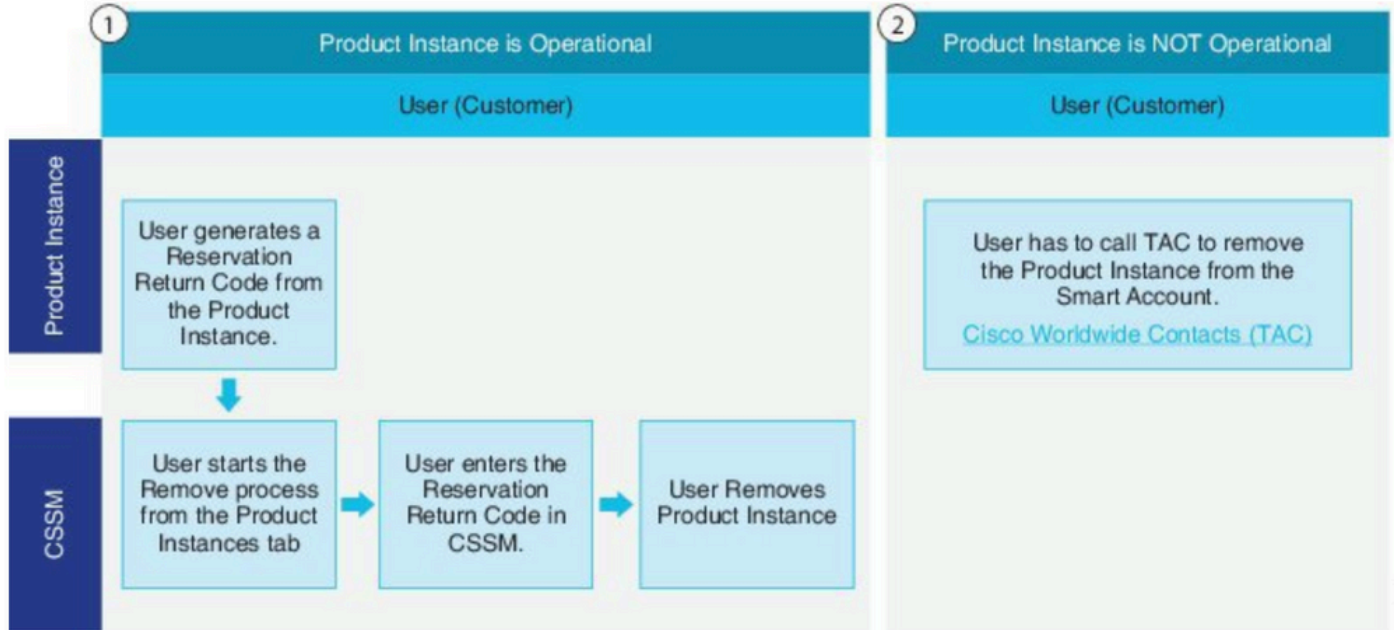 1
Product Instance is Operational
User (Customer)
2
Product Instance is NOT Operational
User (Customer)
Product Instance
User generates a
Reservation
Return Code from
the Product
Instance.
User has to call TAC to remove
the Product Instance from the
Smart Account.
Cisco Worldwide Contacts (TAC)
CSSM
User starts the
Remove process
from the Product
Instances tab
User enters the
Reservation
Return Code in
CSSM.
User Removes
Product Instance